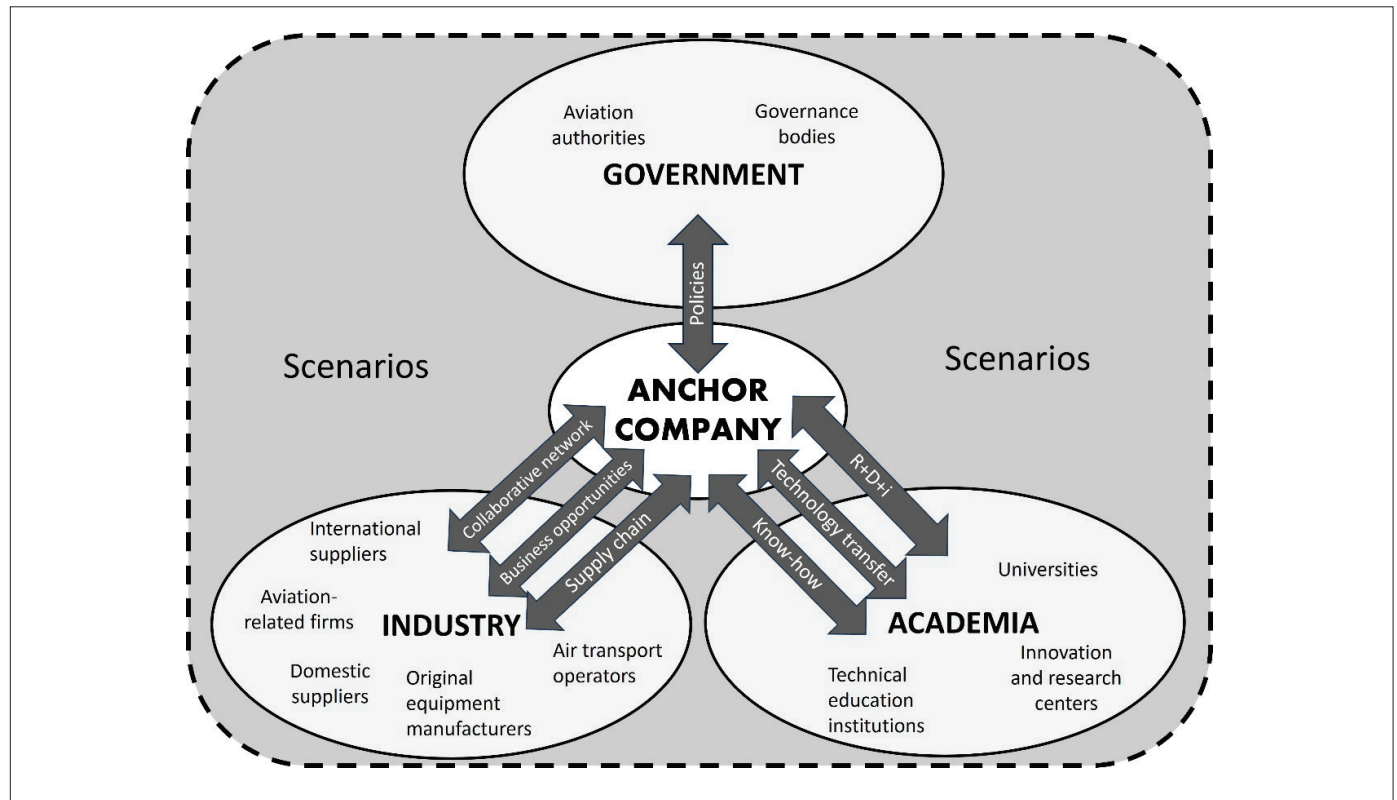 Aviation
authorities
Governance
bodies
GOVERNMENT
Policies
Scenarios
Scenarios
ANCHOR
COMPANY
Collaborative network
Business opportunities
Supply chain
Know-how
Technology transfer
R+D+i
International
suppliers
Aviation-
related firms
INDUSTRY
Air transport
operators
Domestic
suppliers
Original
equipment
manufacturers
Universities
ACADEMIA
Innovation
and research
centers
Technical
education
institutions